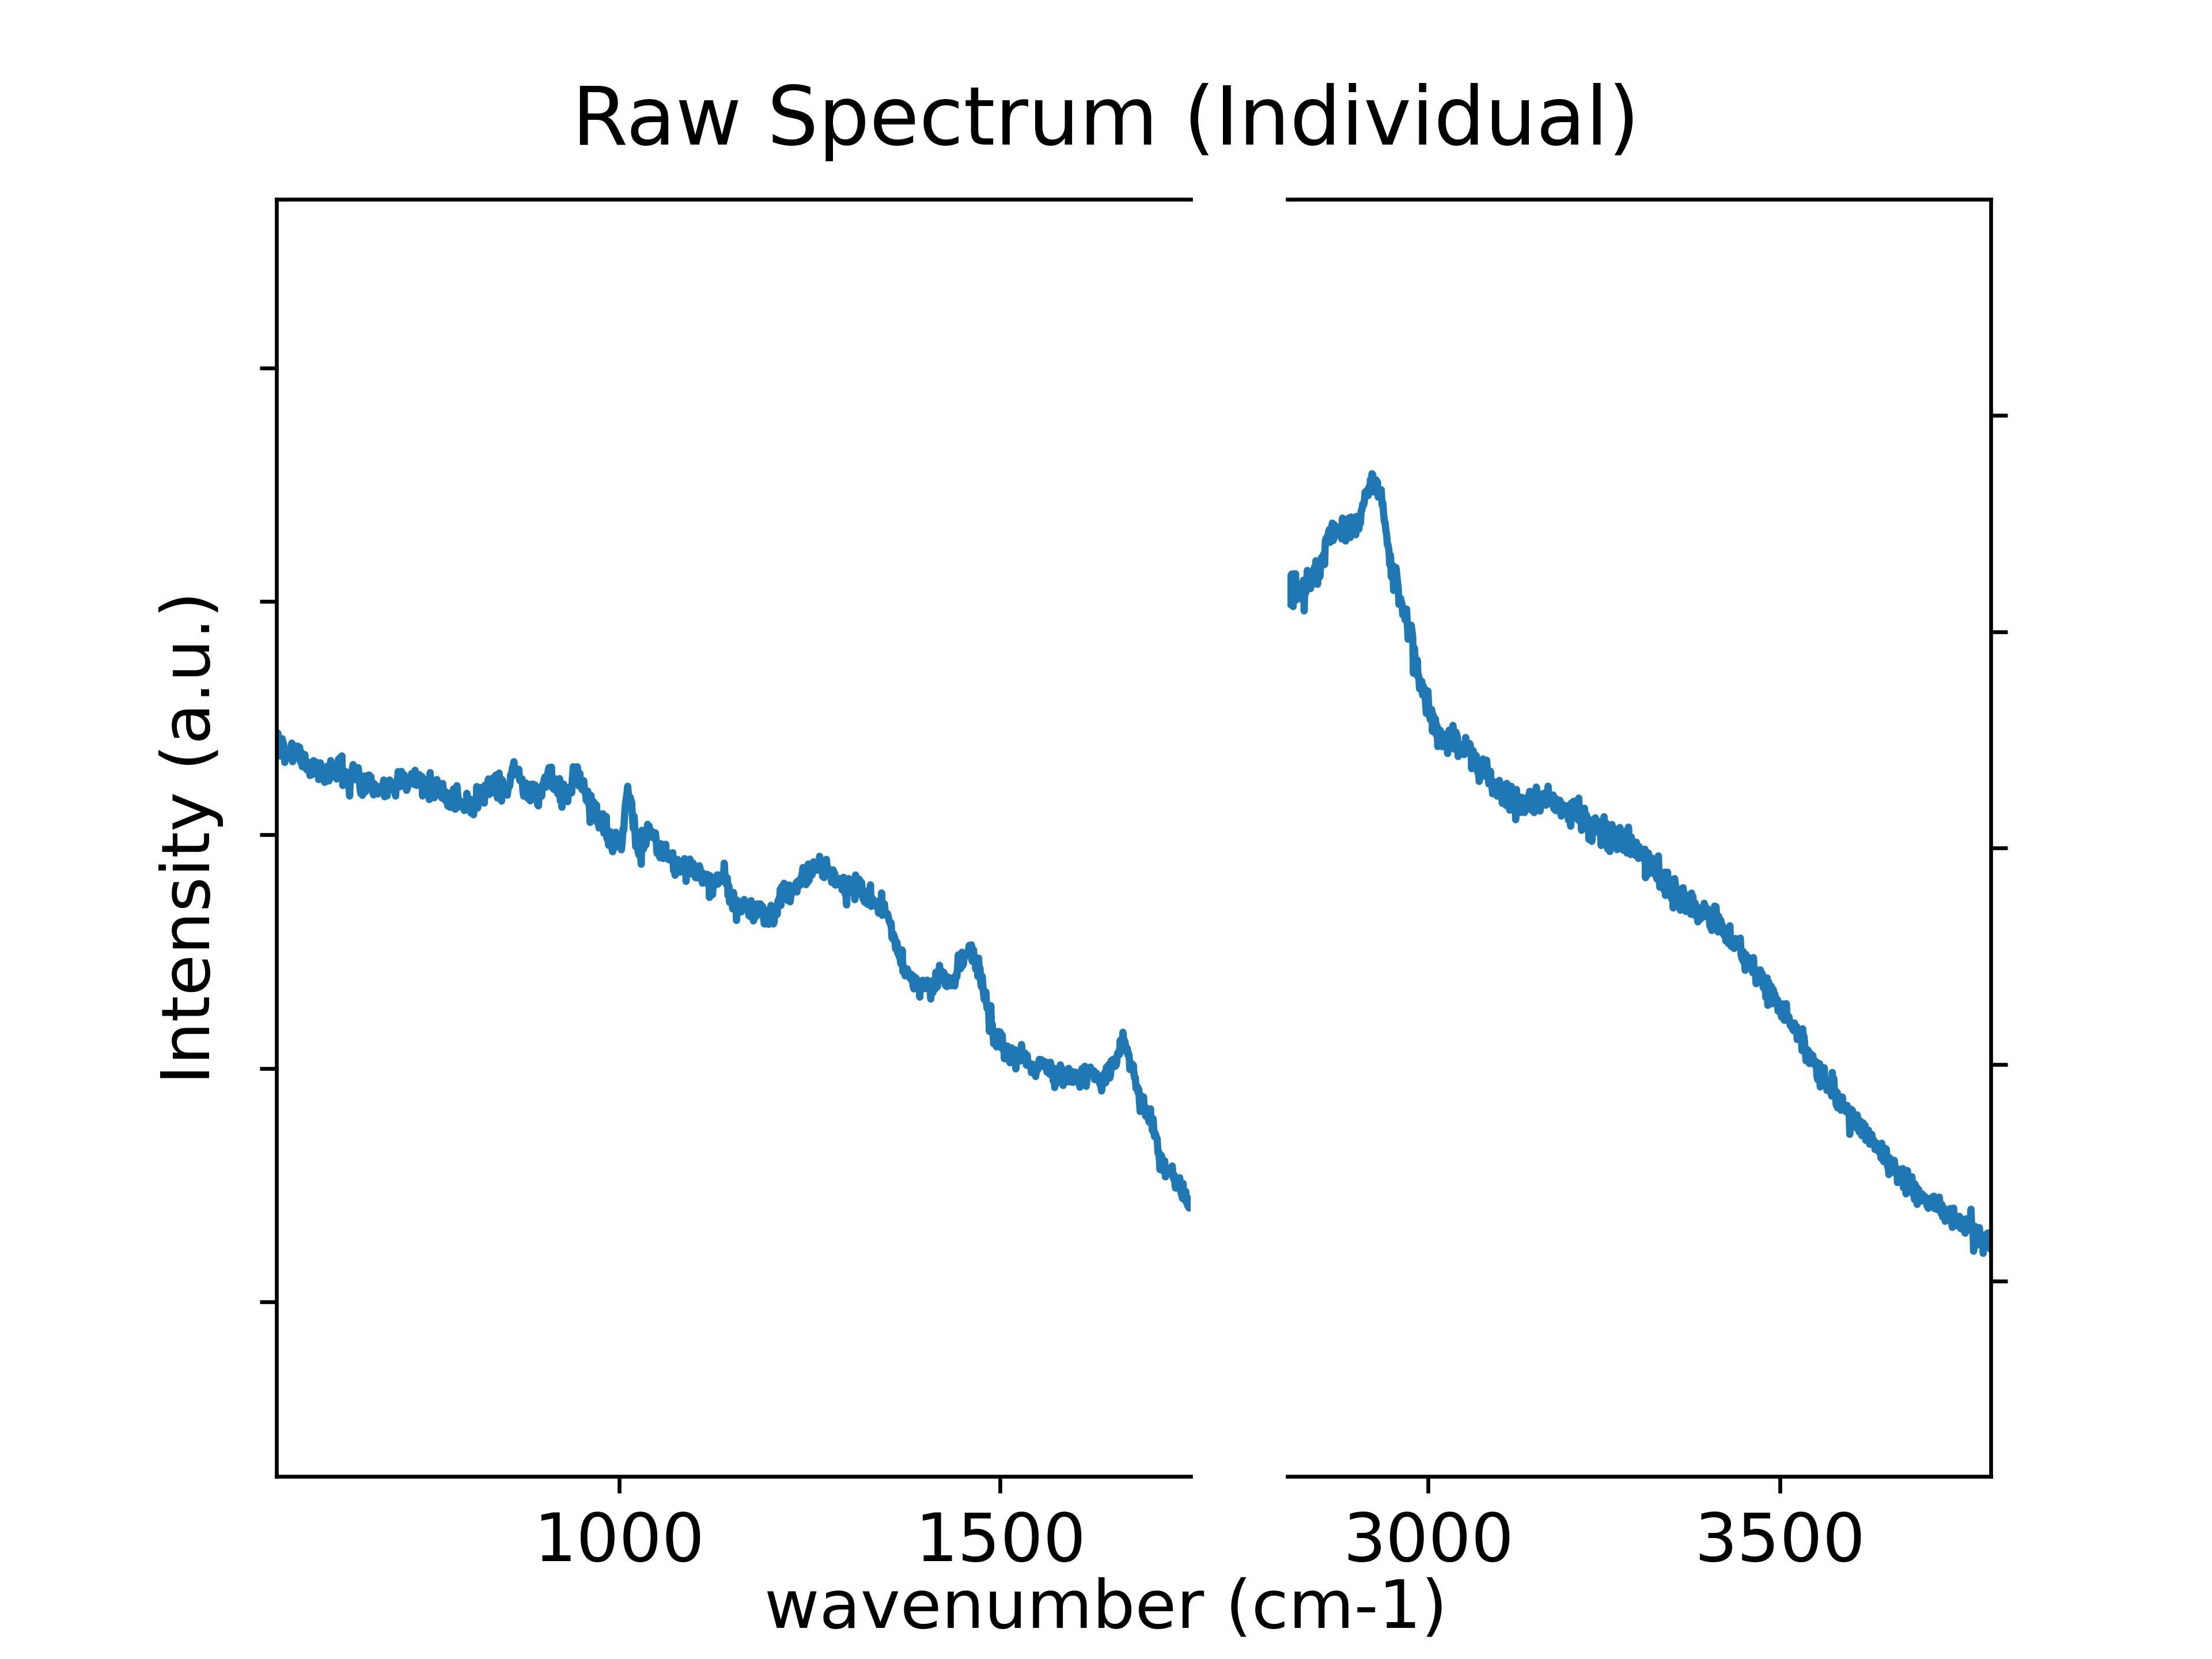 Raw Spectrum (Individual)
Intensity (a.u.)
1000 1500 3000 3500
wavenumber (cm-1)